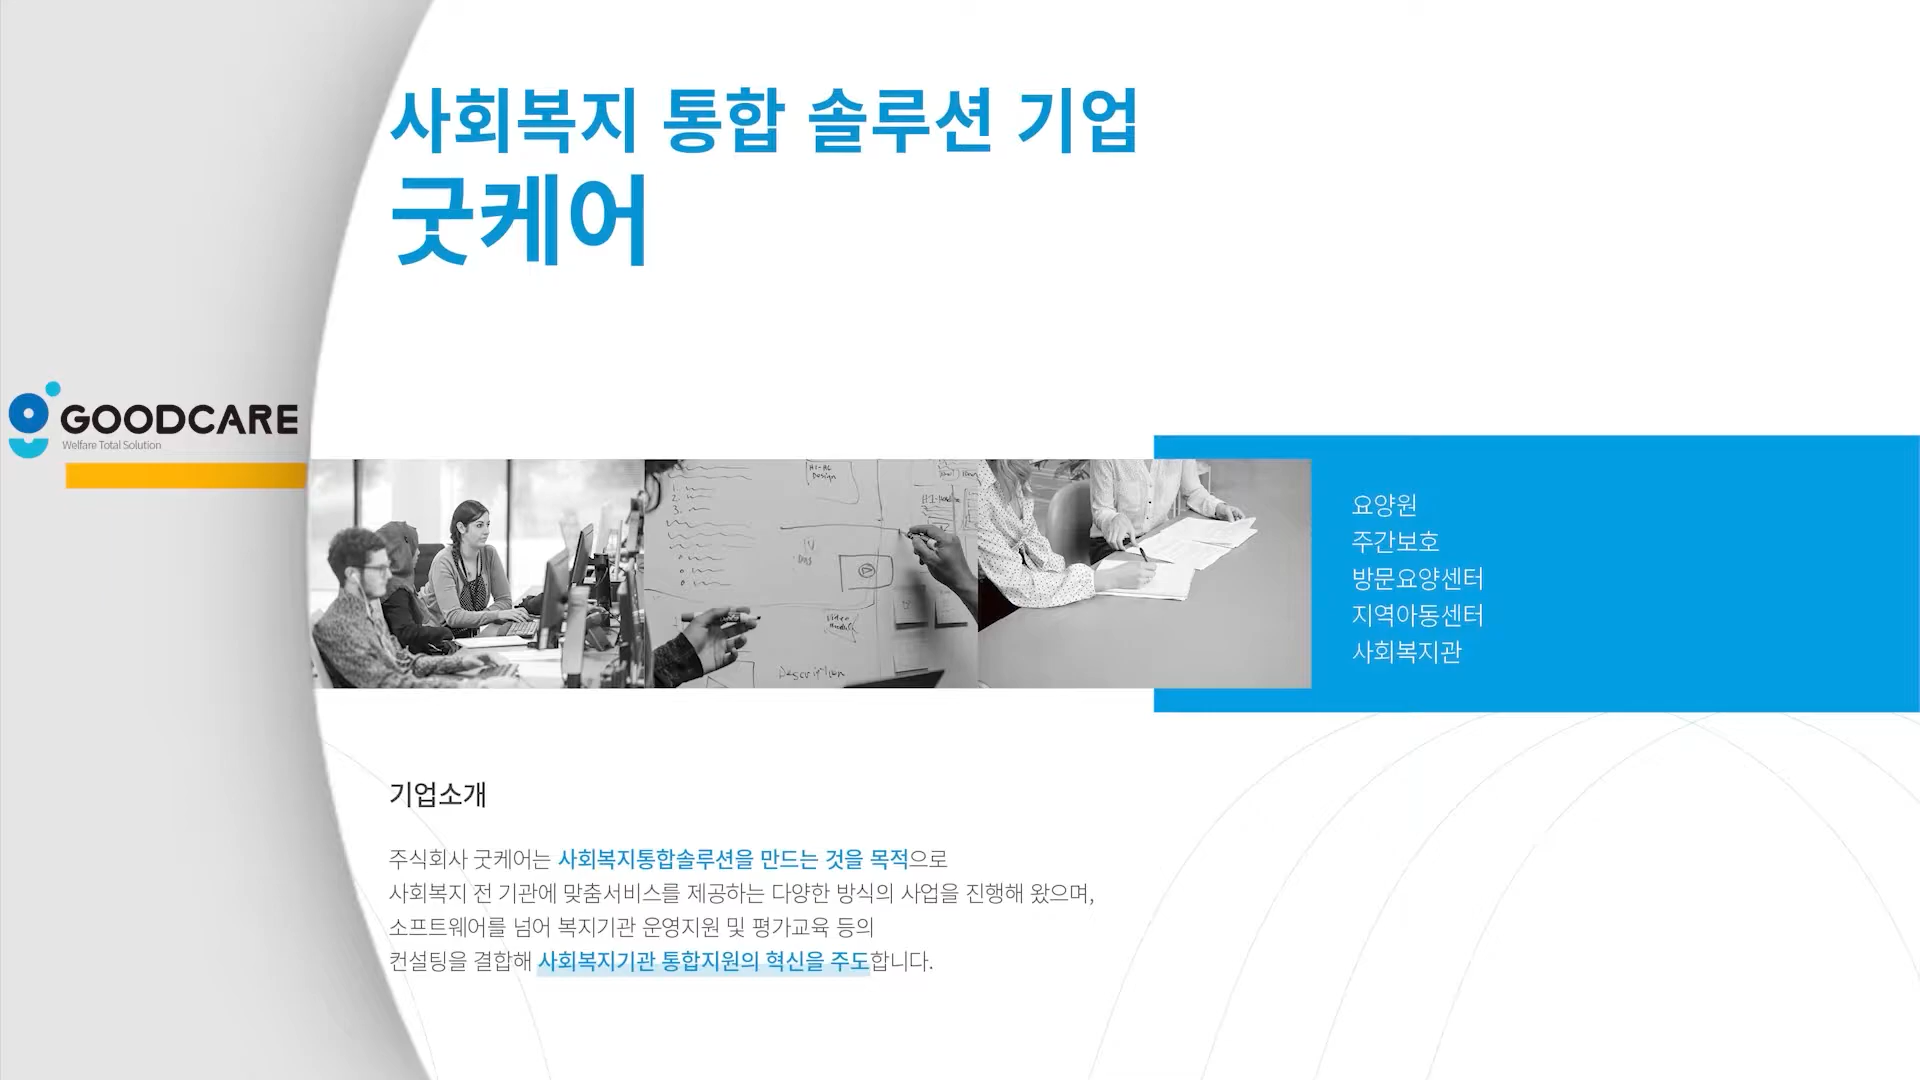 사회복지 통합 솔루션 기업
굿케어
GOODCARE
Welfare Total Solution
HI-RE
Design
1.
2.
3.
Video
Description
요양원
주간보호
방문요양센터
지역아동센터
사회복지관
기업소개
주식회사 굿케어는 사회복지통합솔루션을 만드는 것을 목적으로
사회복지 전 기관에 맞춤서비스를 제공하는 다양한 방식의 사업을 진행해 왔으며,
소프트웨어를 넘어 복지기관 운영지원 및 평가교육 등의
컨설팅을 결합해 사회복지기관 통합지원의 혁신을 주도합니다.